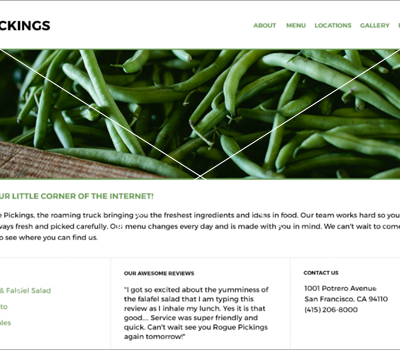 CKINGS
ABOUT MENU LOCATIONS GALLERY
UR LITTLE CORNER OF THE INTERNET!
e Pickings, the roaming truck bringing you the freshest ingredients and ideas in food. Our team works hard so you
ways fresh and picked carefully. Our menu changes every day and is made with you in mind. We can't wait to come
o see where you can find us.
OUR AWESOME REVIEWS
CONTACT US
& Falafel Salad
to
ales
"I got so excited about the yumminess of
the falafel salad that I am typing this
review as I inhale my lunch. Yes it is that
good.... Service was super friendly and
quick. Can't wait see you Rogue Pickings
again tomorrow!"
1001 Potrero Avenue
San Francisco, CA 94110
(415) 206-8000